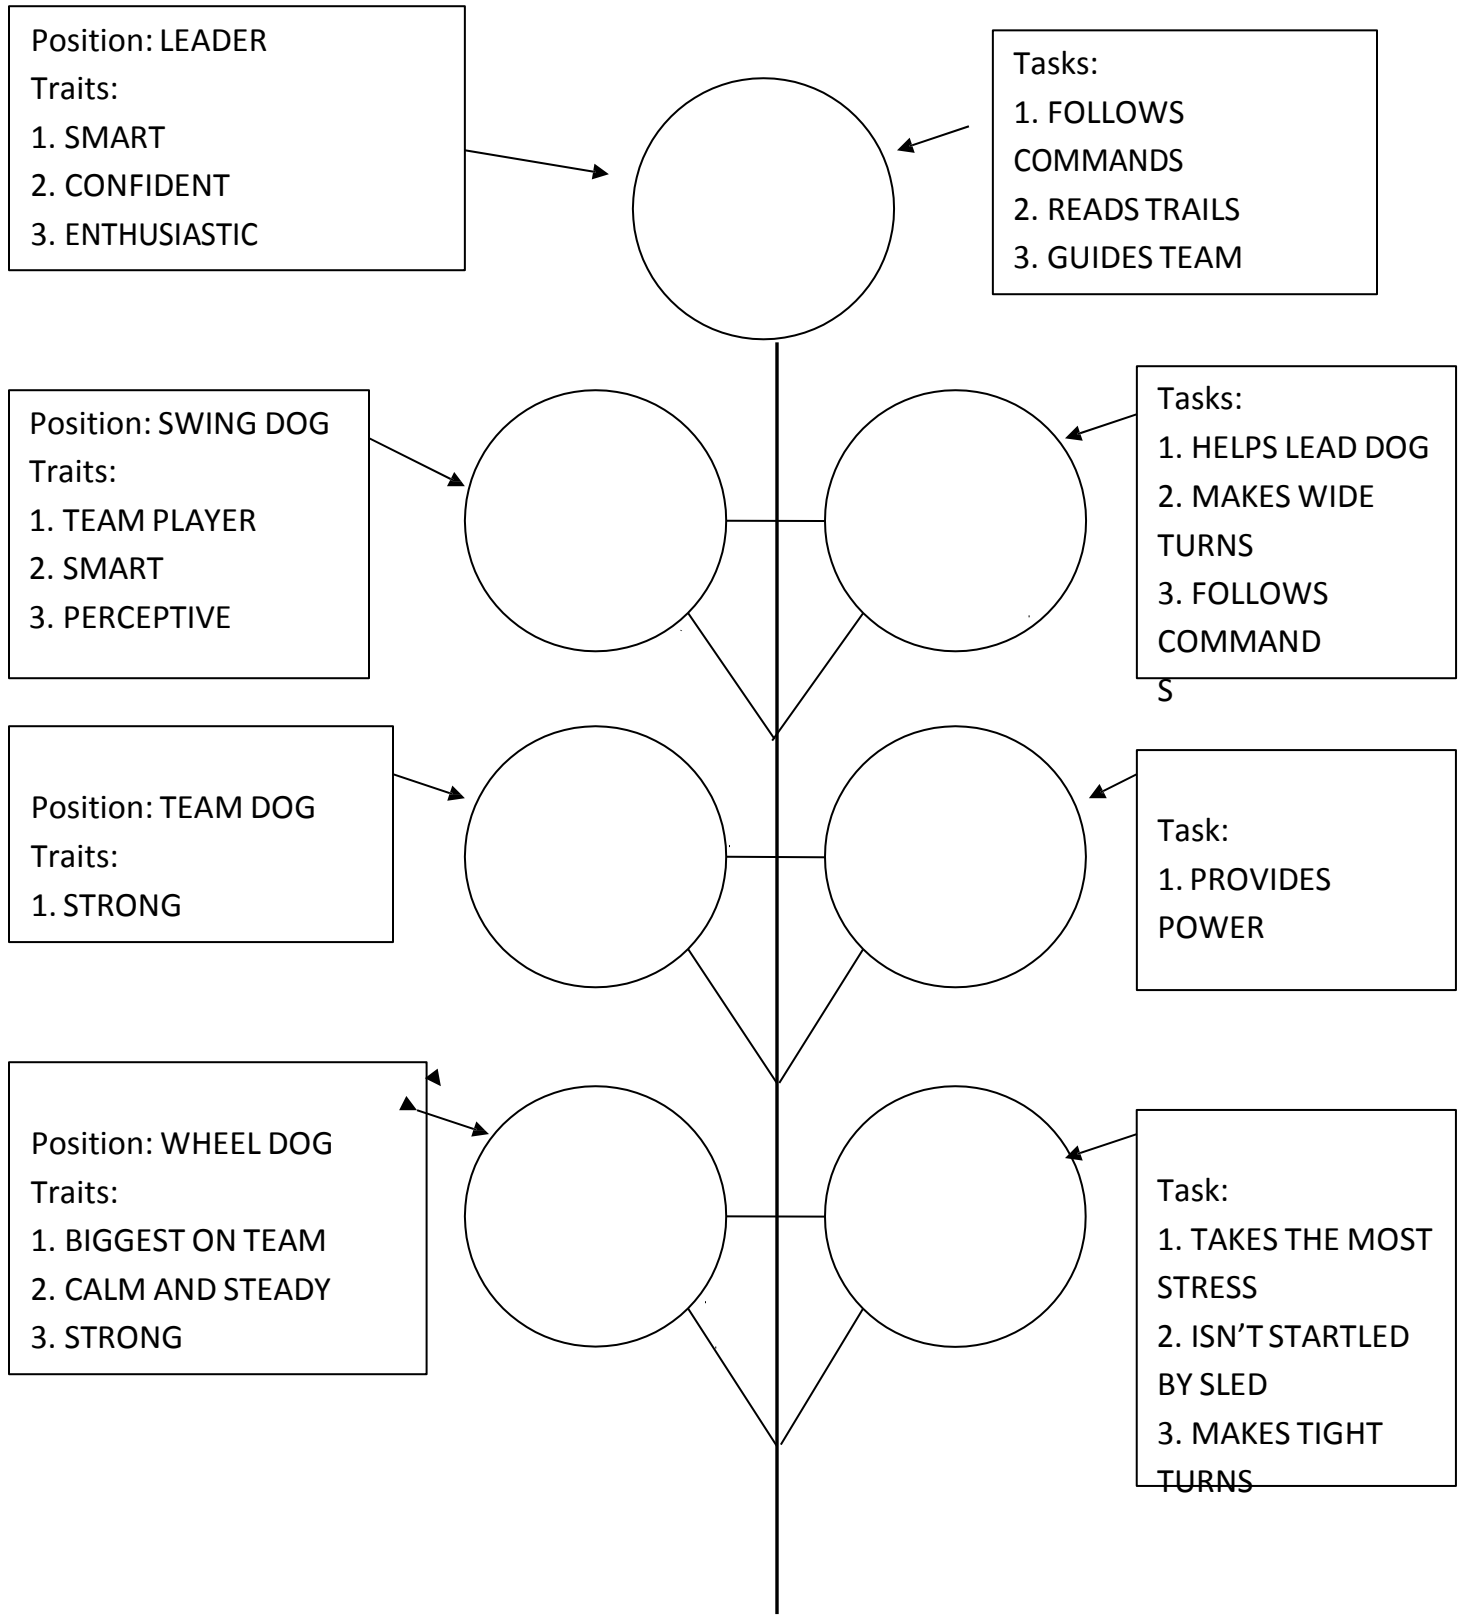 Position: LEADER
Traits:
1. SMART
2. CONFIDENT
3. ENTHUSIASTIC
Tasks:
1. FOLLOWS
COMMANDS
2. READS TRAILS
3. GUIDES TEAM
Position: SWING DOG
Traits:
1. TEAM PLAYER
2. SMART
3. PERCEPTIVE
Tasks:
1. HELPS LEAD DOG
2. MAKES WIDE
TURNS
3. FOLLOWS
COMMAND
S
Position: TEAM DOG
Traits:
1. STRONG
Task:
1. PROVIDES
POWER
Position: WHEEL DOG
Traits:
1. BIGGEST ON TEAM
2. CALM AND STEADY
3. STRONG
Task:
1. TAKES THE MOST
STRESS
2. ISN’T STARTLED
BY SLED
3. MAKES TIGHT
TURNS